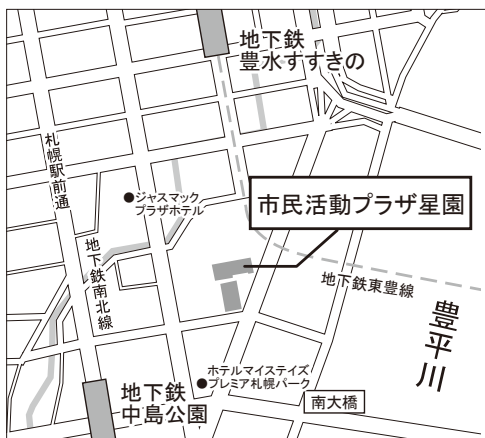 地下鉄
豊水すすきの
札幌駅前通
ジャスマック
プラザホテル
市民活動プラザ星園
地下鉄南北線
地下鉄東豊線
豊平川
ホテルマイステイズ
プレミア札幌パーク
地下鉄
中島公園
南大橋